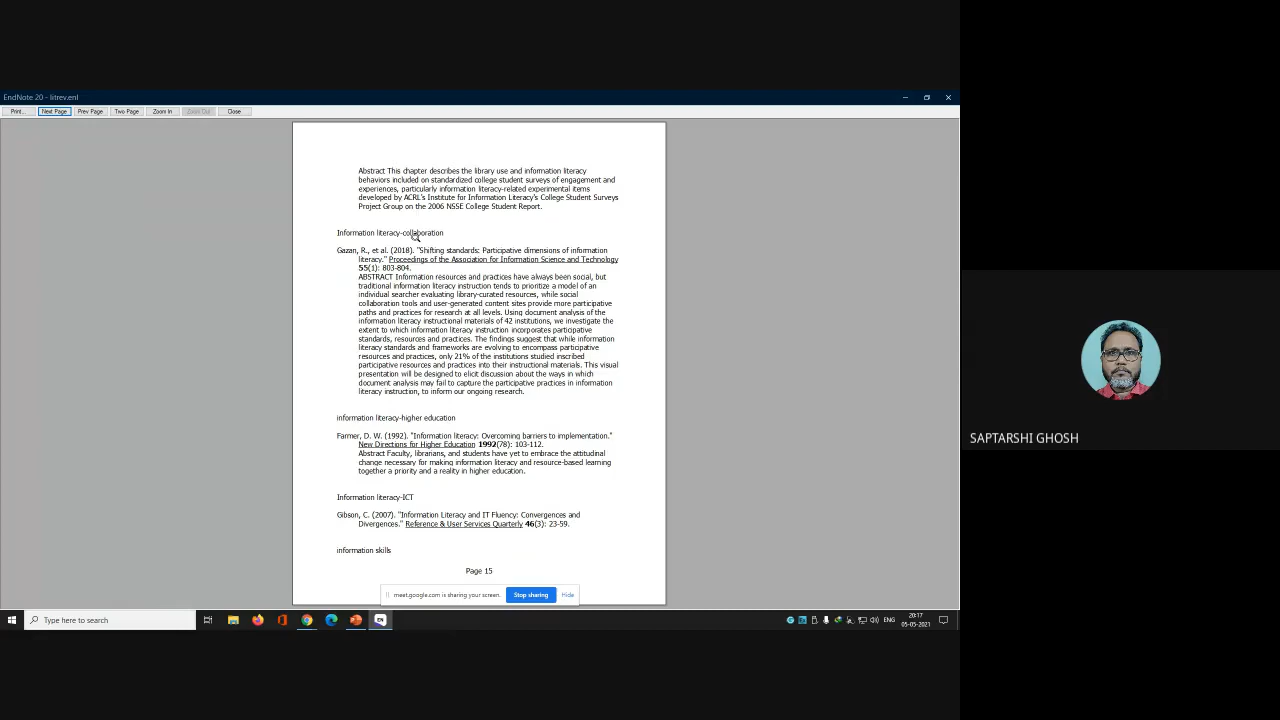 EndNote 20 - litrev.enl
Print... Next Page Prev Page Two Page Zoom In Zoom Out Close
Abstract This chapter describes the library use and information literacy
behaviors included on standardized college student surveys of engagement and
experiences, particularly information literacy-related experimental items
developed by ACRL's Institute for Information Literacy's College Student Surveys
Project Group on the 2006 NSSE College Student Report.
Information literacy-collaboration
Gazan, R., et al. (2018). "Shifting standards: Participative dimensions of information
literacy." Proceedings of the Association for Information Science and Technology
55(1): 803-804.
ABSTRACT Information resources and practices have always been social, but
traditional information literacy instruction tends to prioritize a model of an
individual searcher evaluating library-curated resources, while social
collaboration tools and user-generated content sites provide more participative
paths and practices for research at all levels. Using document analysis of the
information literacy instructional materials of 42 institutions, we investigate the
extent to which information literacy instruction incorporates participative
standards, resources and practices. The findings suggest that while information
literacy standards and frameworks are evolving to encompass participative
resources and practices, only 21% of the institutions studied inscribed
participative resources and practices into their instructional materials. This visual
presentation will be designed to elicit discussion about the ways in which
document analysis may fail to capture the participative practices in information
literacy instruction, to inform our ongoing research.
information literacy-higher education
Farmer, D. W. (1992). "Information literacy: Overcoming barriers to implementation."
New Directions for Higher Education 1992(78): 103-112.
Abstract Faculty, librarians, and students have yet to embrace the attitudinal
change necessary for making information literacy and resource-based learning
together a priority and a reality in higher education.
Information literacy-ICT
Gibson, C. (2007). "Information Literacy and IT Fluency: Convergences and
Divergences." Reference & User Services Quarterly 46(3): 23-59.
information skills
Page 15
meet.google.com is sharing your screen. Stop sharing Hide
Type here to search
EN
ENG
20:17
05-05-2021
SAPTARSHI GHOSH